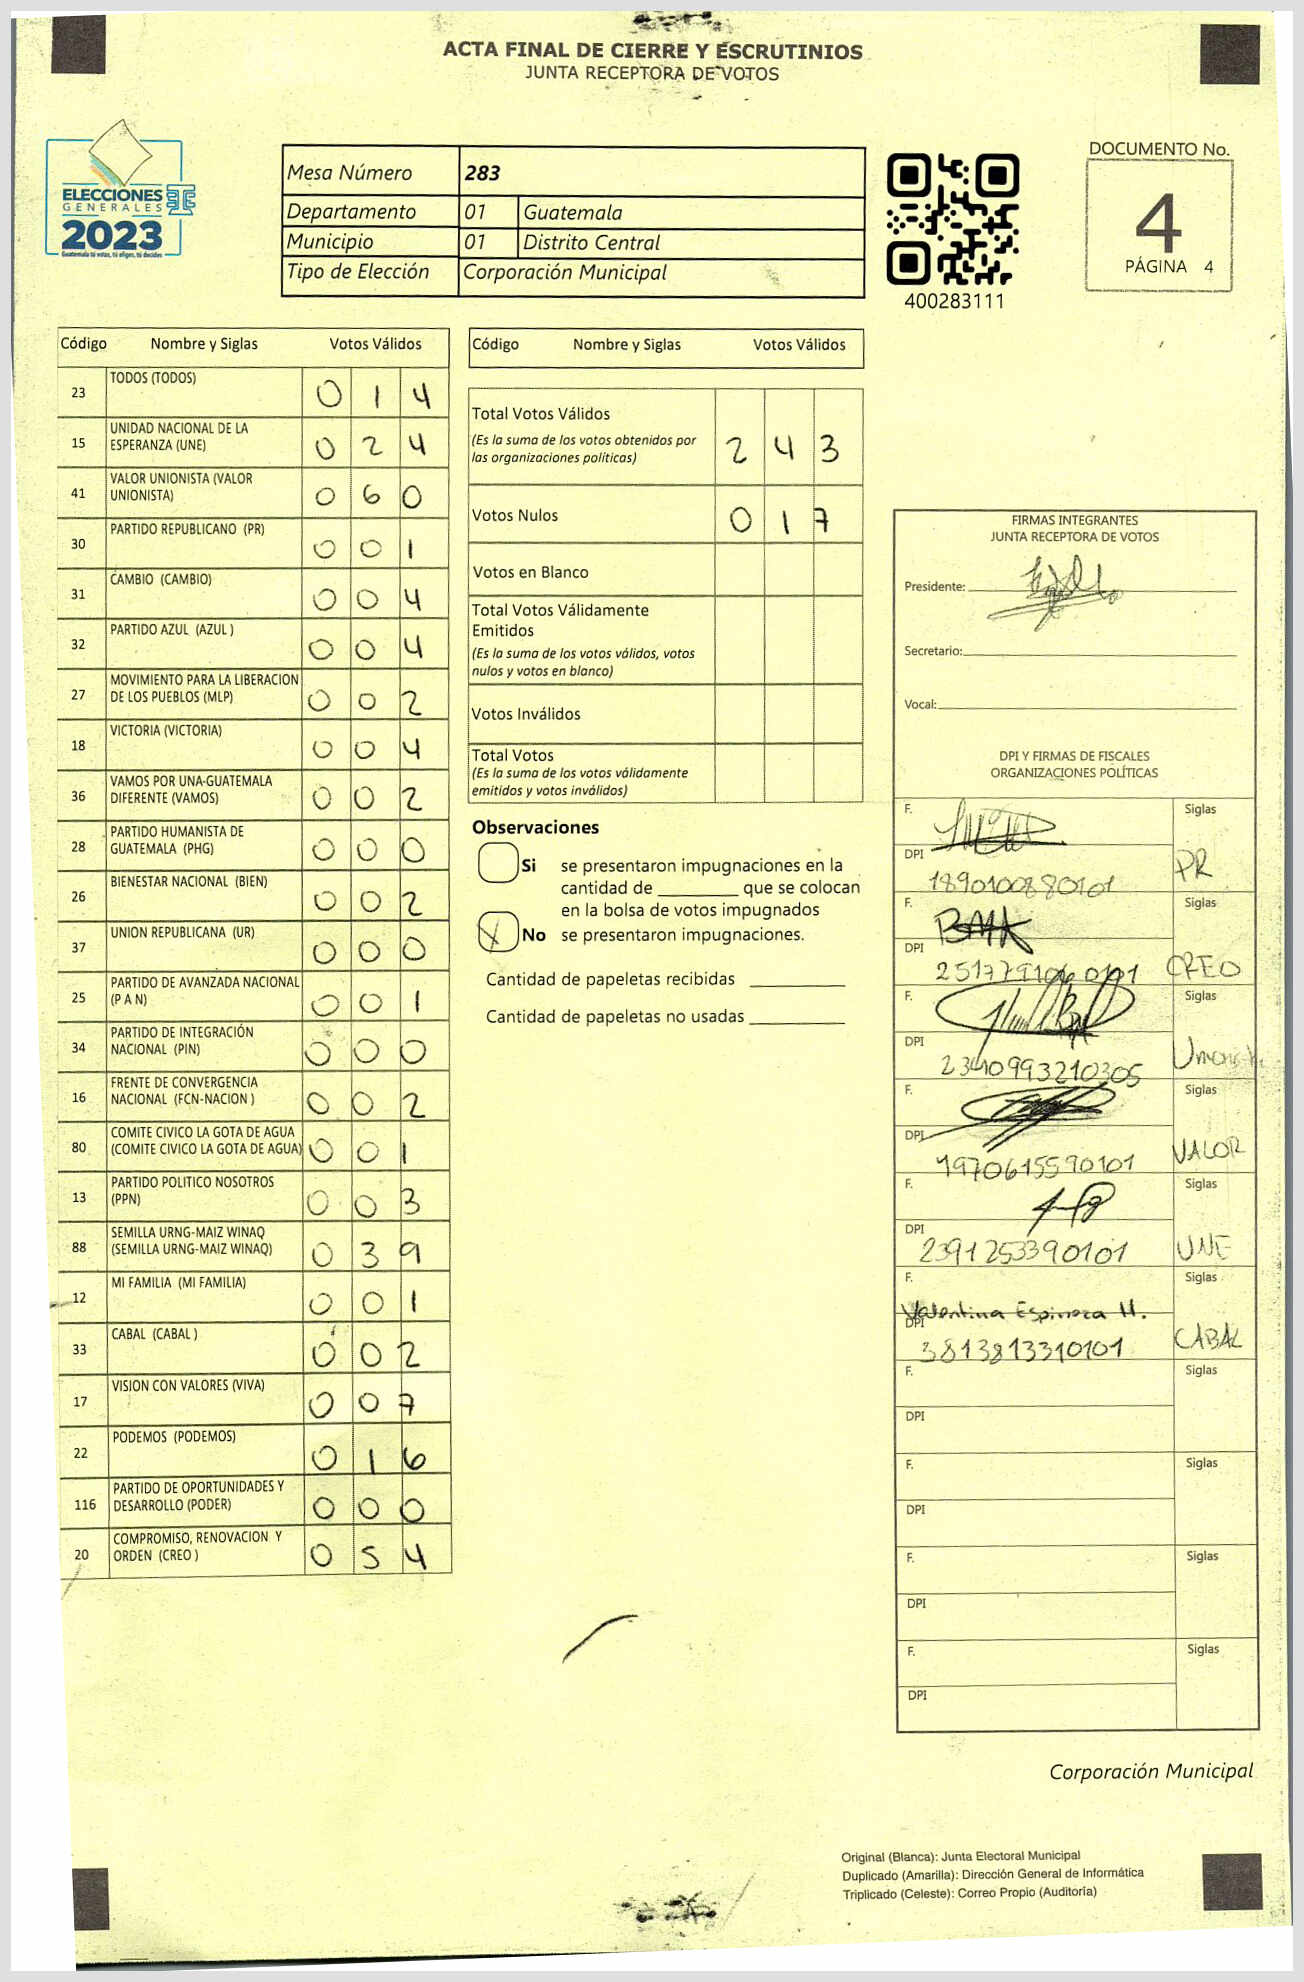 ACTA FINAL DE CIERRE Y ESCRUTINIOS
JUNTA RECEPTORA DE VOTOS
ELECCIONES
GENERALES
2023
Guatemala tú votas, tú eliges, tú decides
Mesa Número 283
Departamento 01 Guatemala
Municipio 01 Distrito Central
Tipo de Elección Corporación Municipal
400283111
DOCUMENTO No.
4
PÁGINA 4
Código Nombre y Siglas Votos Válidos
23 TODOS (TODOS) 0 1 4
15 UNIDAD NACIONAL DE LA
ESPERANZA (UNE) 0 2 4
41 VALOR UNIONISTA (VALOR
UNIONISTA) 0 6 0
30 PARTIDO REPUBLICANO (PR) 0 0 1
31 CAMBIO (CAMBIO) 0 0 4
32 PARTIDO AZUL (AZUL ) 0 0 4
27 MOVIMIENTO PARA LA LIBERACION
DE LOS PUEBLOS (MLP) 0 0 2
18 VICTORIA (VICTORIA) 0 0 4
36 VAMOS POR UNA GUATEMALA
DIFERENTE (VAMOS) 0 0 2
28 PARTIDO HUMANISTA DE
GUATEMALA (PHG) 0 0 0
26 BIENESTAR NACIONAL (BIEN) 0 0 2
37 UNION REPUBLICANA (UR) 0 0 0
25 PARTIDO DE AVANZADA NACIONAL
(P A N) 0 0 1
34 PARTIDO DE INTEGRACIÓN
NACIONAL (PIN) 0 0 0
16 FRENTE DE CONVERGENCIA
NACIONAL (FCN-NACION ) 0 0 2
80 COMITE CIVICO LA GOTA DE AGUA
(COMITE CIVICO LA GOTA DE AGUA) 0 0 1
13 PARTIDO POLITICO NOSOTROS
(PPN) 0 0 3
88 SEMILLA URNG-MAIZ WINAQ
(SEMILLA URNG-MAIZ WINAQ) 0 3 9
12 MI FAMILIA (MI FAMILIA) 0 0 1
33 CABAL (CABAL ) 0 0 2
17 VISION CON VALORES (VIVA) 0 0 7
22 PODEMOS (PODEMOS) 0 1 6
116 PARTIDO DE OPORTUNIDADES Y
DESARROLLO (PODER) 0 0 0
20 COMPROMISO, RENOVACION Y
ORDEN (CREO ) 0 5 4
Código Nombre y Siglas Votos Válidos
Total Votos Válidos
(Es la suma de los votos obtenidos por
las organizaciones políticas) 2 4 3
Votos Nulos 0 1 7
Votos en Blanco
Total Votos Válidamente
Emitidos
(Es la suma de los votos válidos, votos
nulos y votos en blanco)
Votos Inválidos
Total Votos
(Es la suma de los votos válidamente
emitidos y votos inválidos)
Observaciones
Si se presentaron impugnaciones en la
cantidad de ________ que se colocan
en la bolsa de votos impugnados
X No se presentaron impugnaciones.
Cantidad de papeletas recibidas
Cantidad de papeletas no usadas
FIRMAS INTEGRANTES
JUNTA RECEPTORA DE VOTOS
Presidente:
Secretario:
Vocal:
DPI Y FIRMAS DE FISCALES
ORGANIZACIONES POLÍTICAS
F. Siglas
DPI 1890100880101 PR
F. Siglas
DPI CREO
F. Siglas
DPI 2340993210305
F. Siglas
DPI 1970615590101 VALOR
F. Siglas
DPI 2391253390101 UNE
F. Siglas
Valentina Espinoza H.
DPI 3813813310101 CABAL
F. Siglas
DPI
F. Siglas
DPI
F. Siglas
DPI
F. Siglas
DPI
Corporación Municipal
Original (Blanca): Junta Electoral Municipal
Duplicado (Amarilla): Dirección General de Informática
Triplicado (Celeste): Correo Propio (Auditoría)